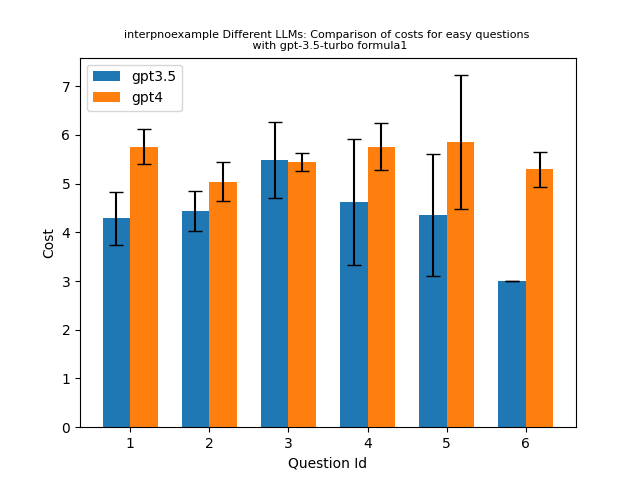 interpnoexample Different LLMs: Comparison of costs for easy questions
with gpt-3.5-turbo formula1
gpt3.5
gpt4
7
6
5
4
3
2
1
0
Cost
1 2 3 4 5 6
Question Id